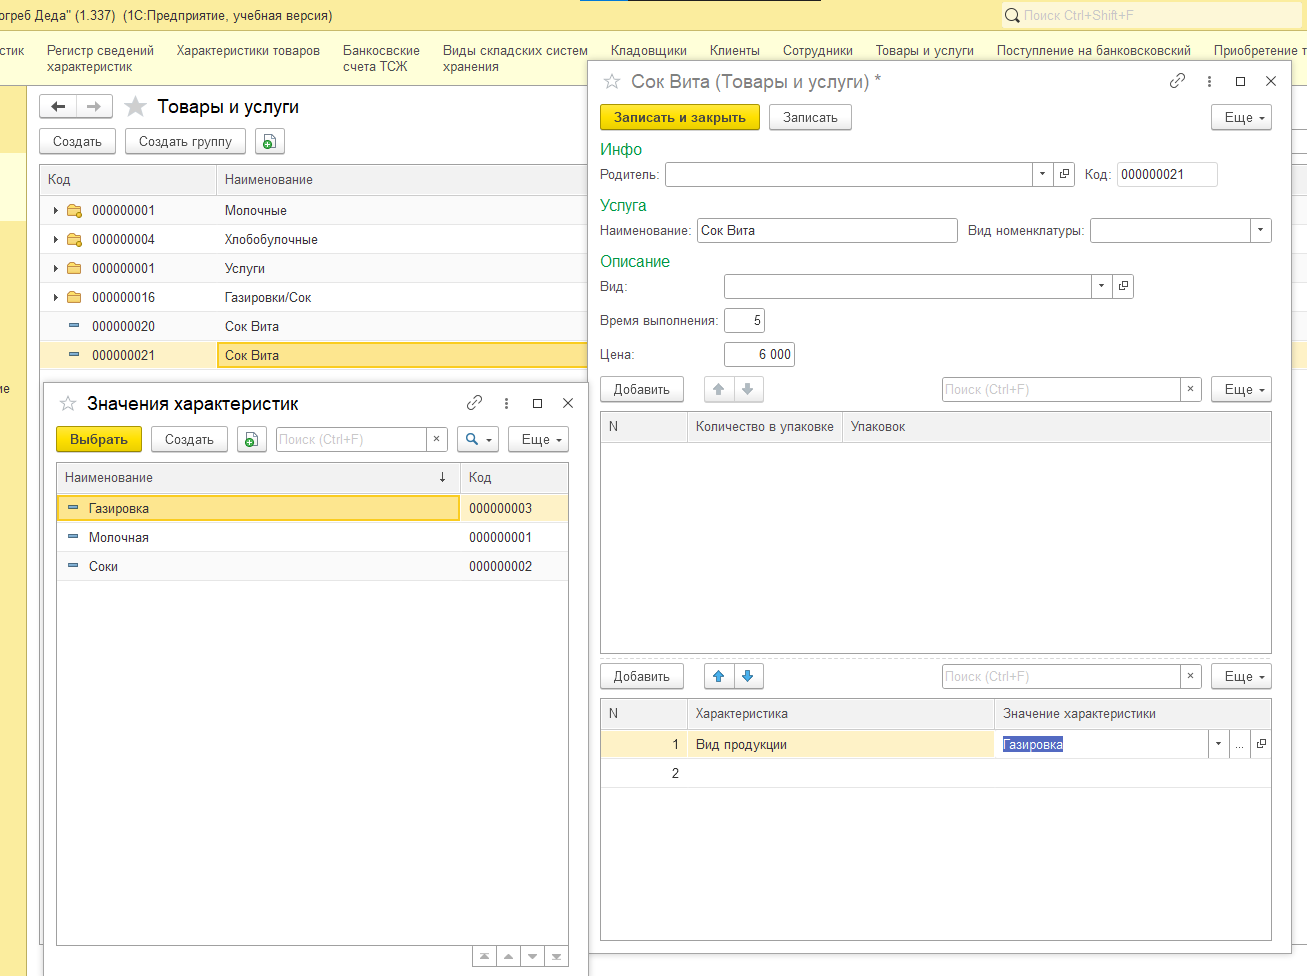 огреб Деда" (1.337) (1С:Предприятие, учебная версия)
Поиск Ctrl+Shift+F
стик
Регистр сведений характеристик
Характеристики товаров
Банкосвские счета ТСЖ
Виды складских систем хранения
Кладовщики
Клиенты
Сотрудники
Товары и услуги
Поступление на банковсковский
Приобретение т
ие
Товары и услуги
Создать
Создать группу
Код Наименование
000000001 Молочные
000000004 Хлобобулочные
000000001 Услуги
000000016 Газировки/Сок
000000020 Сок Вита
000000021 Сок Вита
Значения характеристик
Выбрать Создать Поиск (Ctrl+F) × Еще
Наименование ↓ Код
Газировка 000000003
Молочная 000000001
Соки 000000002
Сок Вита (Товары и услуги) *
Записать и закрыть Записать Еще
Инфо
Родитель: Код: 000000021
Услуга
Наименование: Сок Вита Вид номенклатуры:
Описание
Вид:
Время выполнения: 5
Цена: 6 000
Добавить Поиск (Ctrl+F) × Еще
N Количество в упаковке Упаковок
Добавить Поиск (Ctrl+F) × Еще
N Характеристика Значение характеристики
1 Вид продукции Газировка ...
2